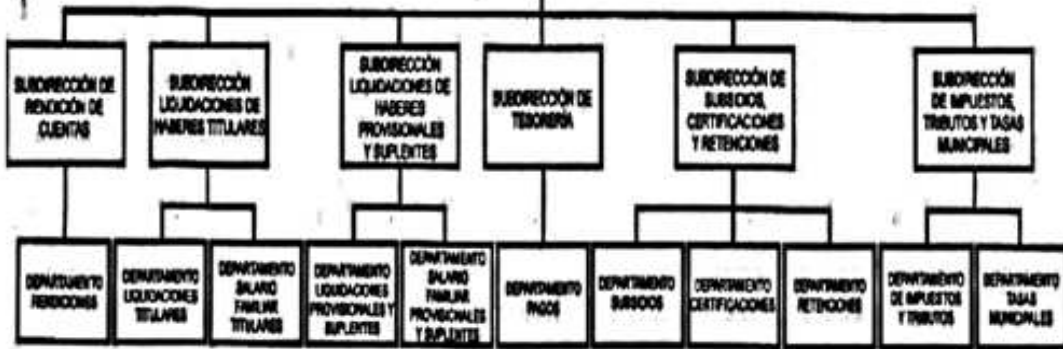 SUBDIRECCIÓN DE
RENDICIÓN DE
CUENTAS
SUBDIRECCIÓN
LIQUIDACIONES DE
HABERES TITULARES
SUBDIRECCIÓN
LIQUIDACIONES DE
HABERES
PROVISIONALES
Y SUPLENTES
SUBDIRECCIÓN DE
TESORERÍA
SUBDIRECCIÓN DE
SUBSIDIOS,
CERTIFICACIONES
Y RETENCIONES
SUBDIRECCIÓN
DE IMPUESTOS,
TRIBUTOS Y TASAS
MUNICIPALES
DEPARTAMENTO
RENDICIONES
DEPARTAMENTO
LIQUIDACIONES
TITULARES
DEPARTAMENTO
SALARIO
FAMILIAR
TITULARES
DEPARTAMENTO
LIQUIDACIONES
PROVISIONALES Y
SUPLENTES
DEPARTAMENTO
SALARIO
FAMILIAR
PROVISIONALES
Y SUPLENTES
DEPARTAMENTO
PAGOS
DEPARTAMENTO
SUBSIDIOS
DEPARTAMENTO
CERTIFICACIONES
DEPARTAMENTO
RETENCIONES
DEPARTAMENTO
DE IMPUESTOS
Y TRIBUTOS
DEPARTAMENTO
TASAS
MUNICIPALES